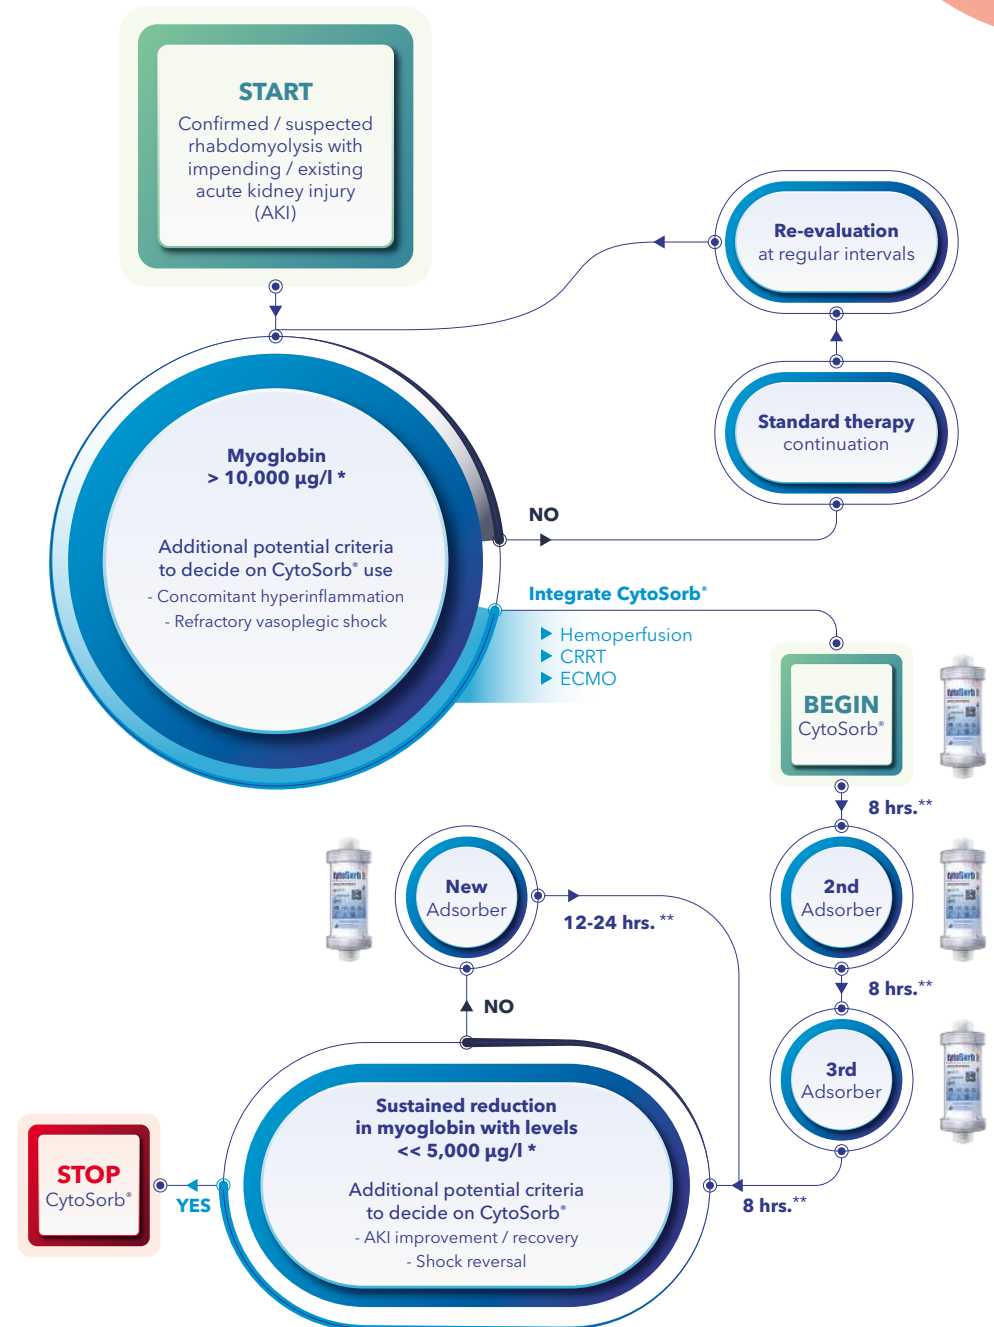 START
Confirmed / suspected
rhabdomyolysis with
impending / existing
acute kidney injury
(AKI)
Re-evaluation
at regular intervals
Standard therapy
continuation
Myoglobin
> 10,000 µg/l *
Additional potential criteria
to decide on CytoSorb® use
- Concomitant hyperinflammation
- Refractory vasoplegic shock
NO
Integrate CytoSorb®
Hemoperfusion
CRRT
ECMO
BEGIN
CytoSorb®
CytoSorb
8 hrs.**
2nd
Adsorber
CytoSorb
8 hrs.**
3rd
Adsorber
CytoSorb
8 hrs.**
New
Adsorber
CytoSorb
12-24 hrs. **
NO
Sustained reduction
in myoglobin with levels
<< 5,000 µg/l *
Additional potential criteria
to decide on CytoSorb®
- AKI improvement / recovery
- Shock reversal
YES
STOP
CytoSorb®